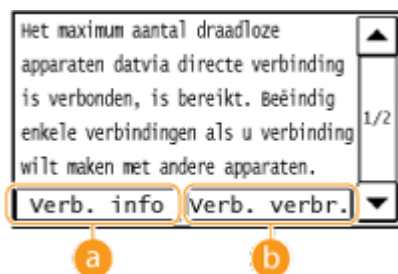 Het maximum aantal draadloze
apparaten datvia directe verbinding
is verbonden, is bereikt. Beëindig
enkele verbindingen als u verbinding
wilt maken met andere apparaten.
1/2
Verb. info
Verb. verbr.
a
b